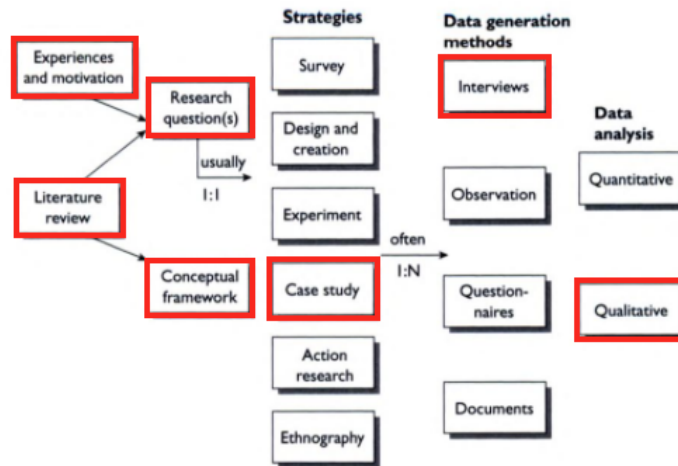 Strategies
Data generation
methods
Experiences
and motivation
Survey
Interviews
Research
question(s)
Data
analysis
Design and
creation
usually
Literature
review
1:1
Observation
Quantitative
Experiment
often
Conceptual
framework
Case study
1:N
Question-
naires
Qualitative
Action
research
Documents
Ethnography